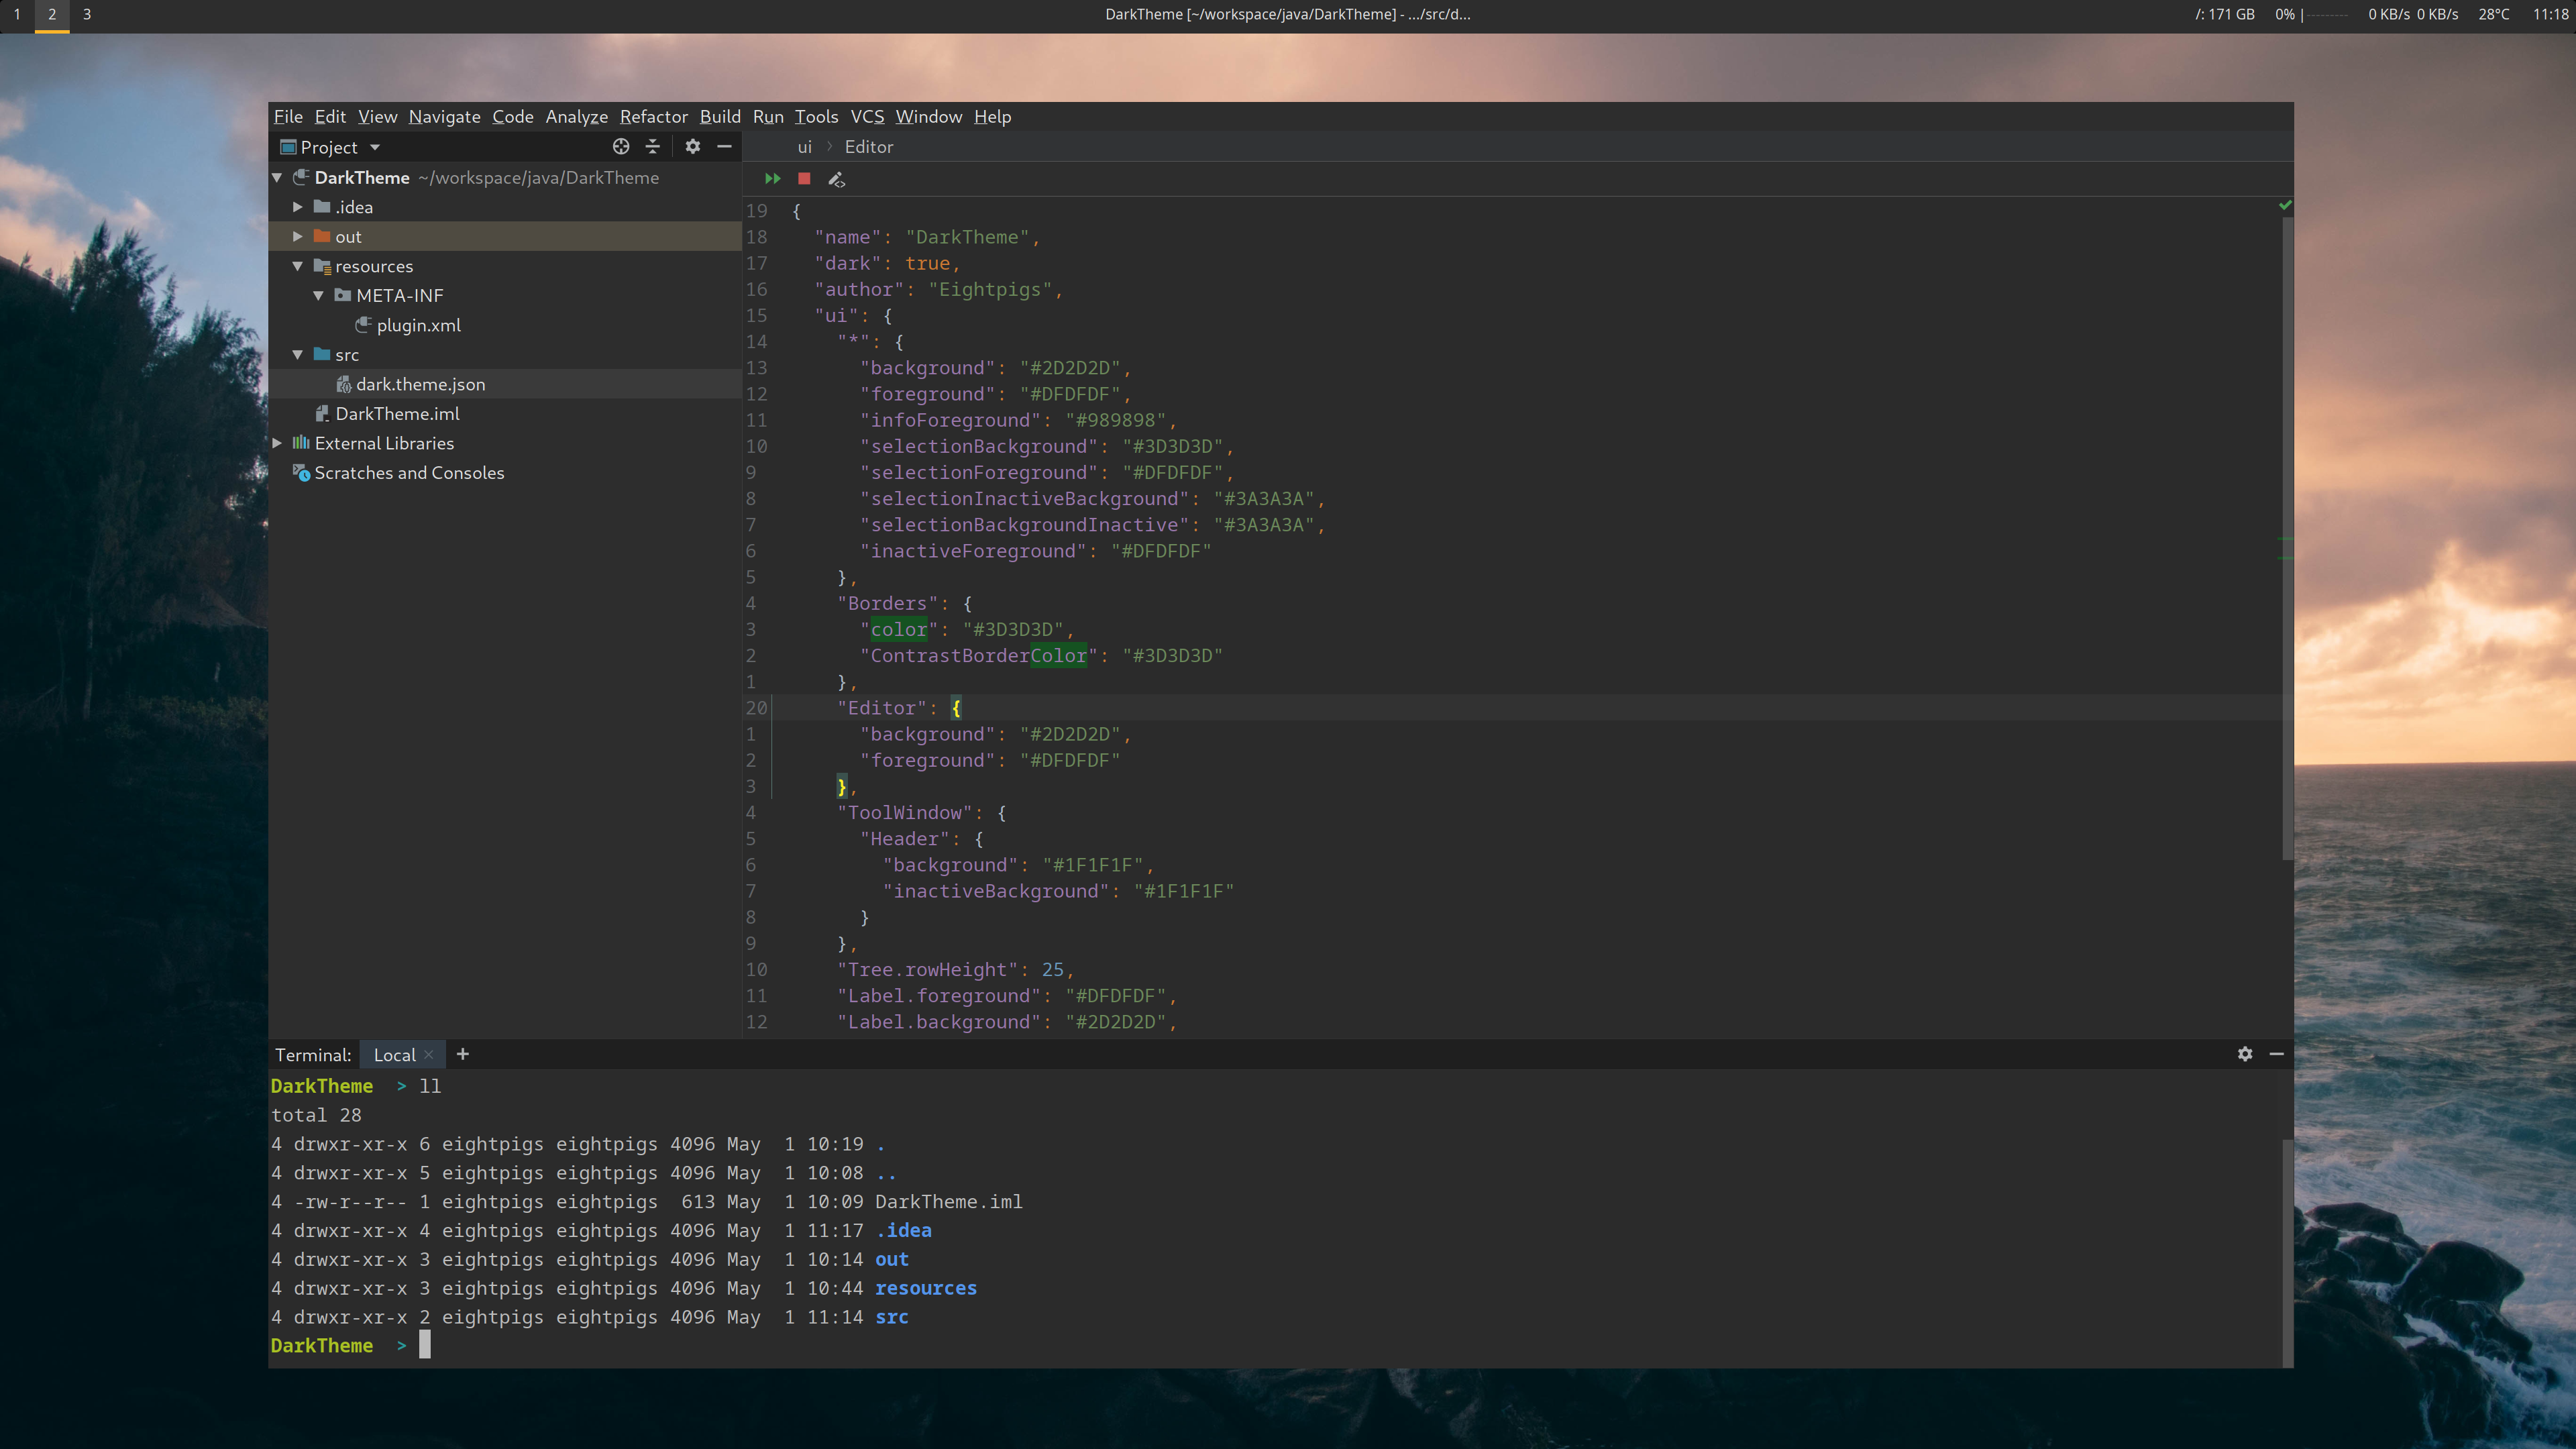 1 2 3 DarkTheme [~/workspace/java/DarkTheme] - .../src/d... /: 171 GB 0% |--------- 0 KB/s 0 KB/s 28°C 11:18
File Edit View Navigate Code Analyze Refactor Build Run Tools VCS Window Help
Project
DarkTheme ~/workspace/java/DarkTheme
.idea
out
resources
META-INF
plugin.xml
src
dark.theme.json
DarkTheme.iml
External Libraries
Scratches and Consoles
ui > Editor
19 {
18 "name": "DarkTheme",
17 "dark": true,
16 "author": "Eightpigs",
15 "ui": {
14 "*": {
13 "background": "#2D2D2D",
12 "foreground": "#DFDFDF",
11 "infoForeground": "#989898",
10 "selectionBackground": "#3D3D3D",
9 "selectionForeground": "#DFDFDF",
8 "selectionInactiveBackground": "#3A3A3A",
7 "selectionBackgroundInactive": "#3A3A3A",
6 "inactiveForeground": "#DFDFDF"
5 },
4 "Borders": {
3 "color": "#3D3D3D",
2 "ContrastBorderColor": "#3D3D3D"
1 },
20 "Editor": {
1 "background": "#2D2D2D",
2 "foreground": "#DFDFDF"
3 },
4 "ToolWindow": {
5 "Header": {
6 "background": "#1F1F1F",
7 "inactiveBackground": "#1F1F1F"
8 }
9 },
10 "Tree.rowHeight": 25,
11 "Label.foreground": "#DFDFDF",
12 "Label.background": "#2D2D2D",
Terminal: Local × +
DarkTheme > ll
total 28
4 drwxr-xr-x 6 eightpigs eightpigs 4096 May 1 10:19 .
4 drwxr-xr-x 5 eightpigs eightpigs 4096 May 1 10:08 ..
4 -rw-r--r-- 1 eightpigs eightpigs 613 May 1 10:09 DarkTheme.iml
4 drwxr-xr-x 4 eightpigs eightpigs 4096 May 1 11:17 .idea
4 drwxr-xr-x 3 eightpigs eightpigs 4096 May 1 10:14 out
4 drwxr-xr-x 3 eightpigs eightpigs 4096 May 1 10:44 resources
4 drwxr-xr-x 2 eightpigs eightpigs 4096 May 1 11:14 src
DarkTheme >